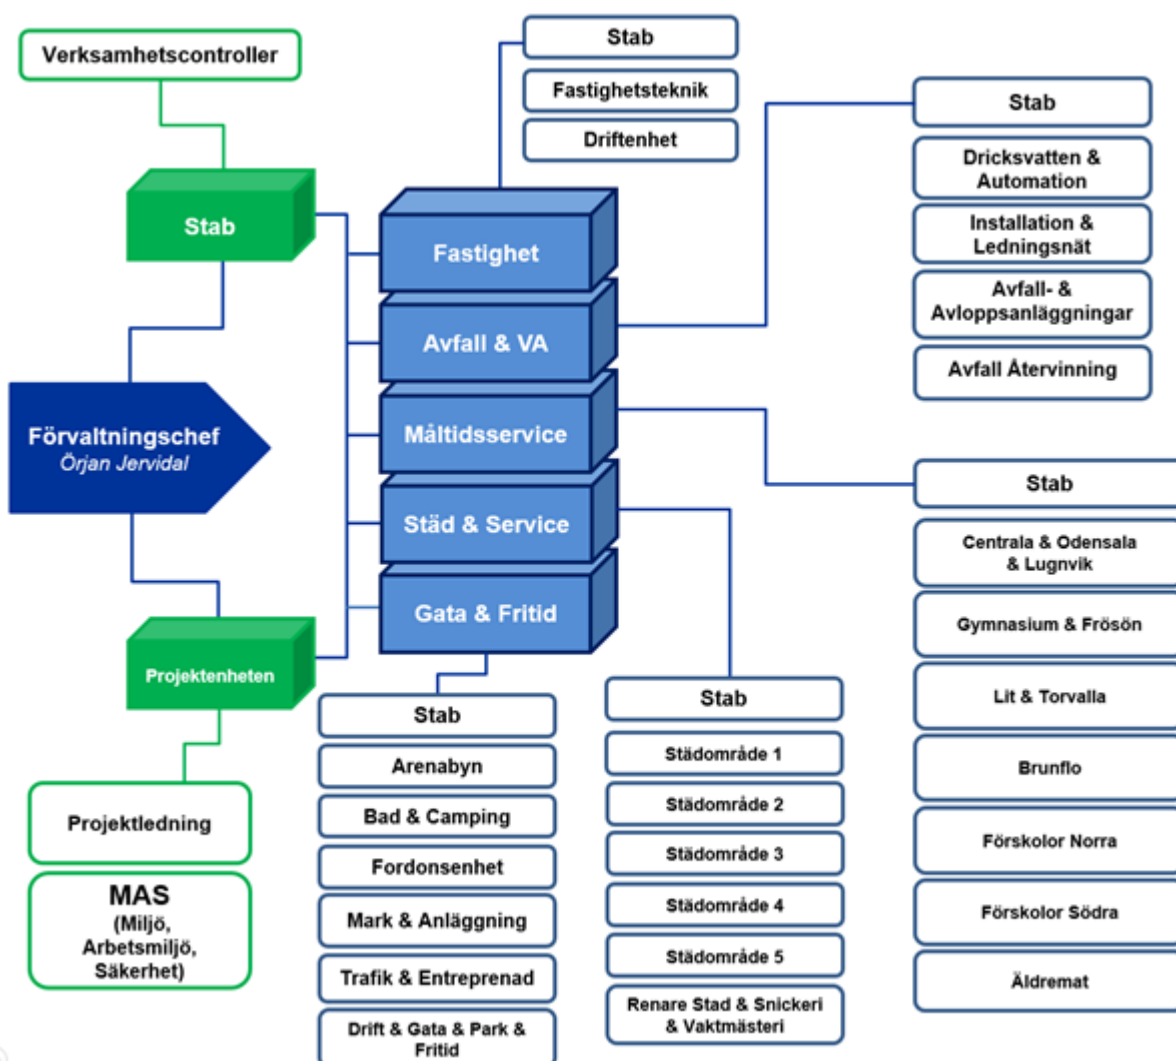 Verksamhetscontroller
Stab
Förvaltningschef
Örjan Jervidal
Projektenheten
Projektledning
MAS
(Miljö,
Arbetsmiljö,
Säkerhet)
Stab
Fastighetsteknik
Driftenhet
Fastighet
Avfall & VA
Måltidsservice
Städ & Service
Gata & Fritid
Stab
Arenabyn
Bad & Camping
Fordonsenhet
Mark & Anläggning
Trafik & Entreprenad
Drift & Gata & Park &
Fritid
Stab
Städområde 1
Städområde 2
Städområde 3
Städområde 4
Städområde 5
Renare Stad & Snickeri
& Vaktmästeri
Stab
Dricksvatten &
Automation
Installation &
Ledningsnät
Avfall- &
Avloppsanläggningar
Avfall Återvinning
Stab
Centrala & Odensala
& Lugnvik
Gymnasium & Frösön
Lit & Torvalla
Brunflo
Förskolor Norra
Förskolor Södra
Äldremat